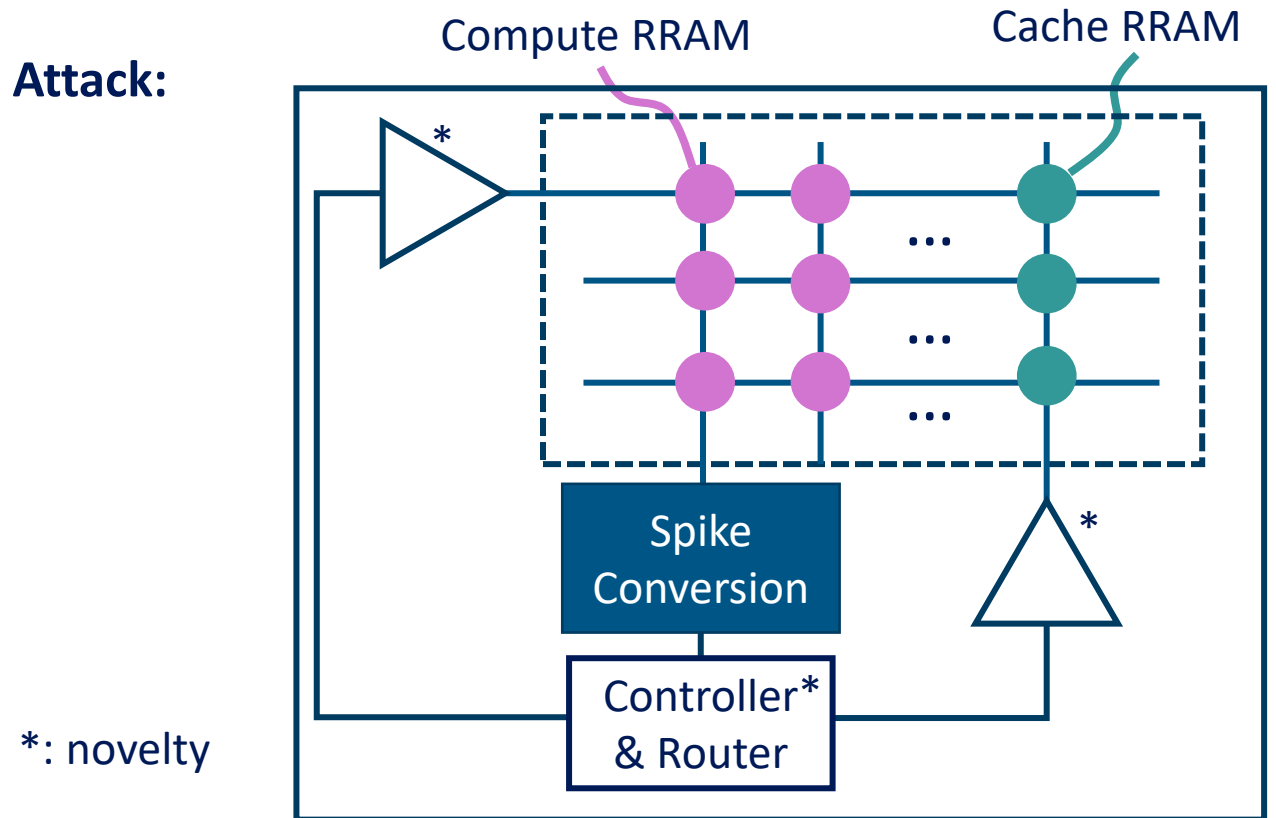 Compute RRAM
Cache RRAM
Attack:
*
...
...
...
Spike
Conversion
*
Controller*
& Router
*: novelty